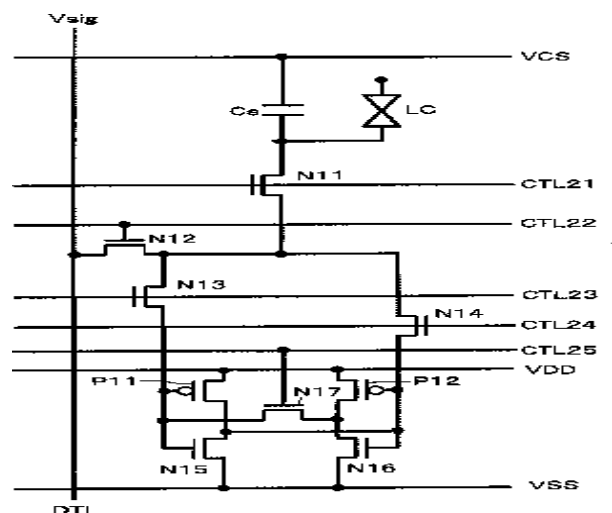 Vsig
VCS
Cs
LC
N11
CTL21
CTL22
N12
N13
CTL23
N14
CTL24
CTL25
P11
N17
P12
VDD
N15
N16
VSS
DTL